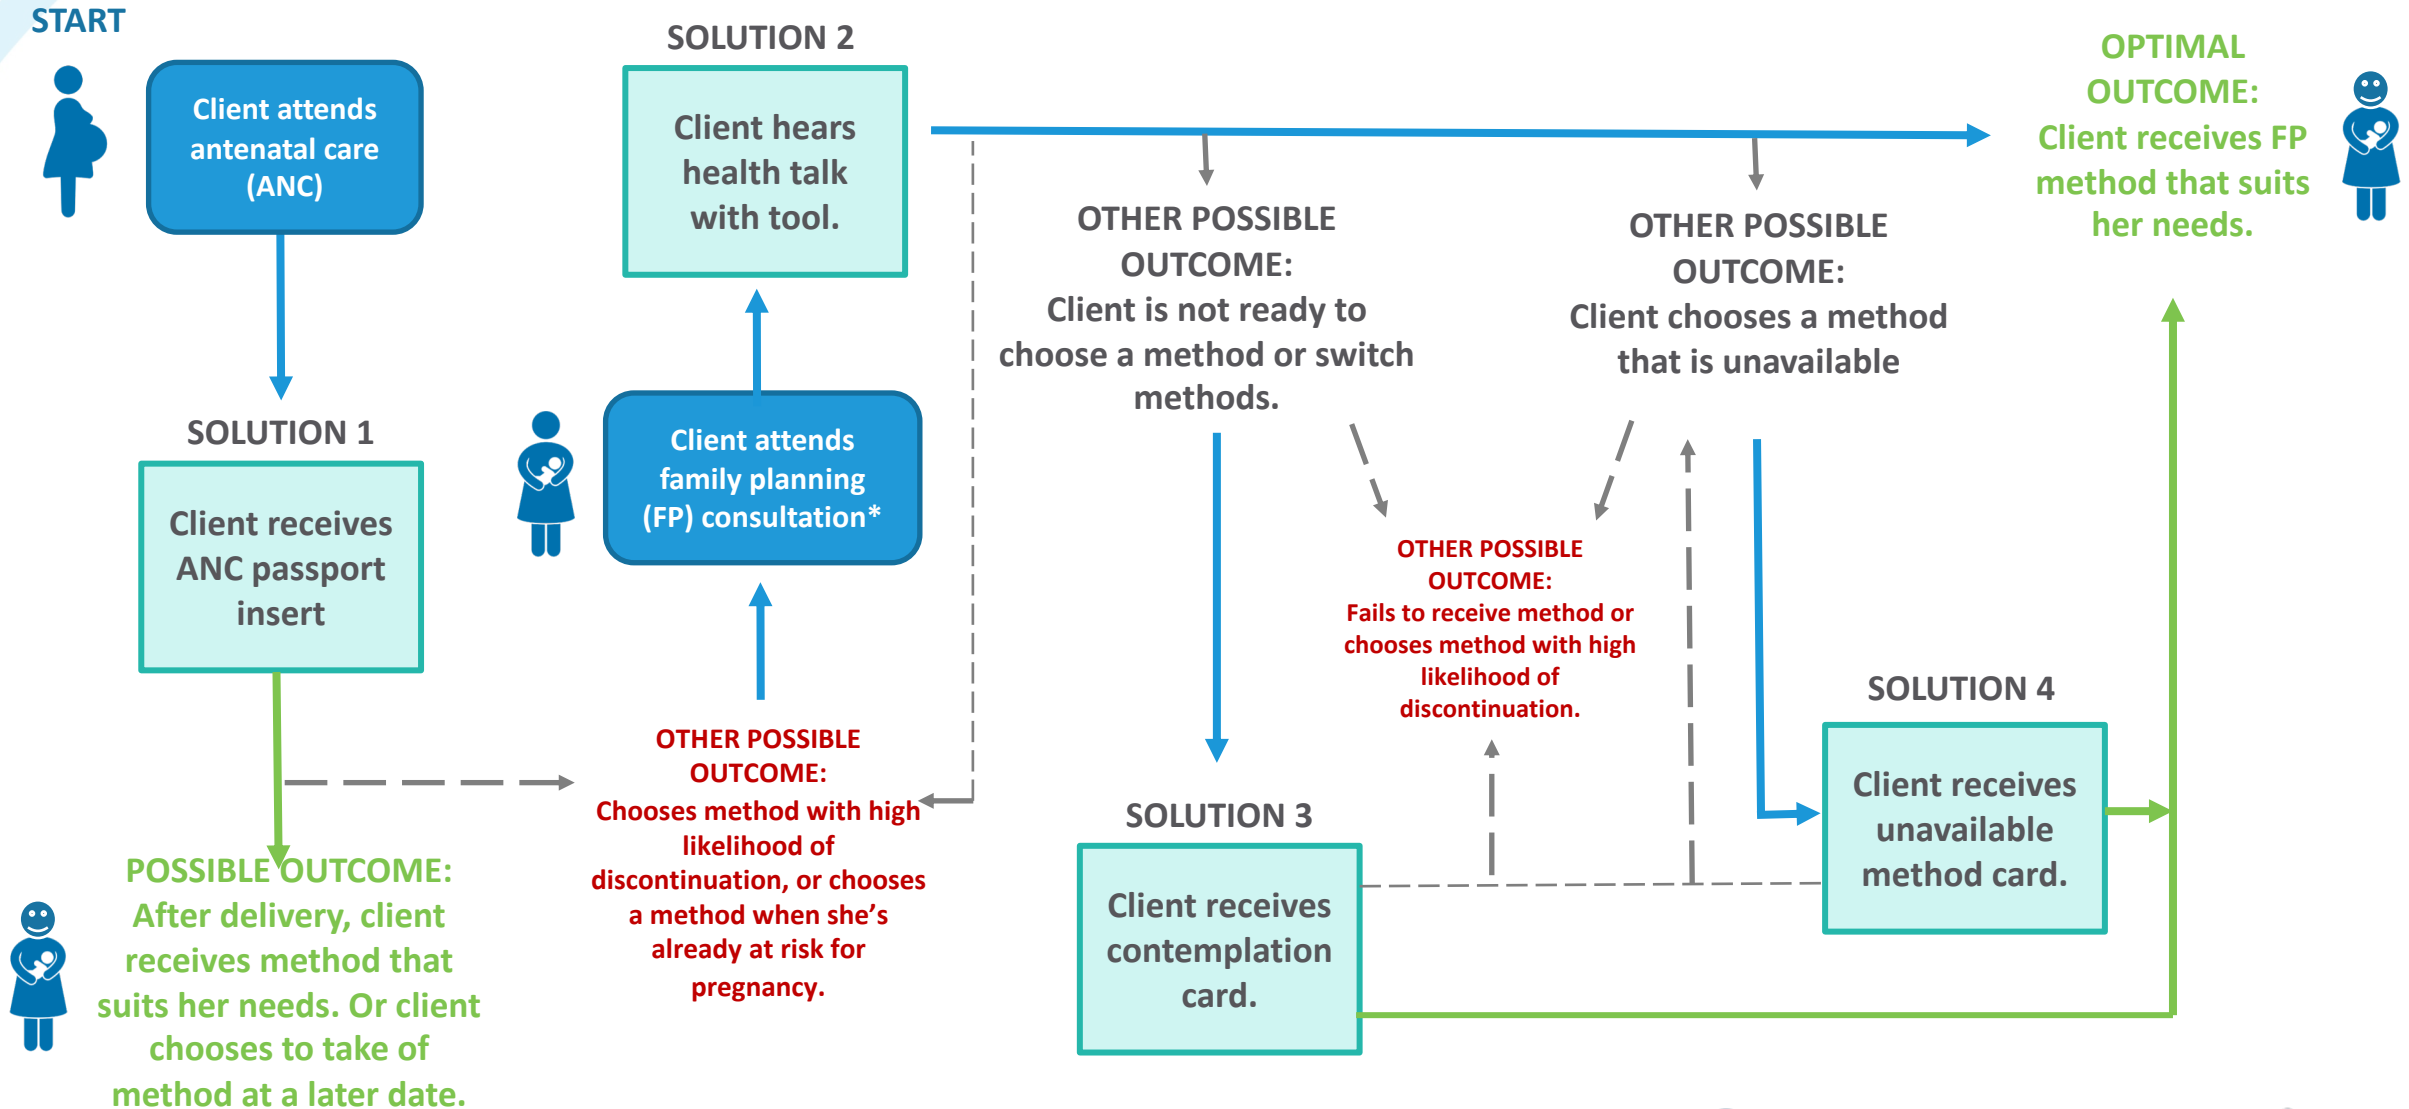 START
Client attends
antenatal care
(ANC)
SOLUTION 1
Client receives
ANC passport
insert
POSSIBLE OUTCOME:
After delivery, client
receives method that
suits her needs. Or client
chooses to take of
method at a later date.
SOLUTION 2
Client hears
health talk
with tool.
Client attends
family planning
(FP) consultation*
OTHER POSSIBLE
OUTCOME:
Chooses method with high
likelihood of
discontinuation, or chooses
a method when she’s
already at risk for
pregnancy.
OTHER POSSIBLE
OUTCOME:
Client is not ready to
choose a method or switch
methods.
OTHER POSSIBLE
OUTCOME:
Client chooses a method
that is unavailable
OTHER POSSIBLE
OUTCOME:
Fails to receive method or
chooses method with high
likelihood of
discontinuation.
SOLUTION 3
Client receives
contemplation
card.
SOLUTION 4
Client receives
unavailable
method card.
OPTIMAL
OUTCOME:
Client receives FP
method that suits
her needs.